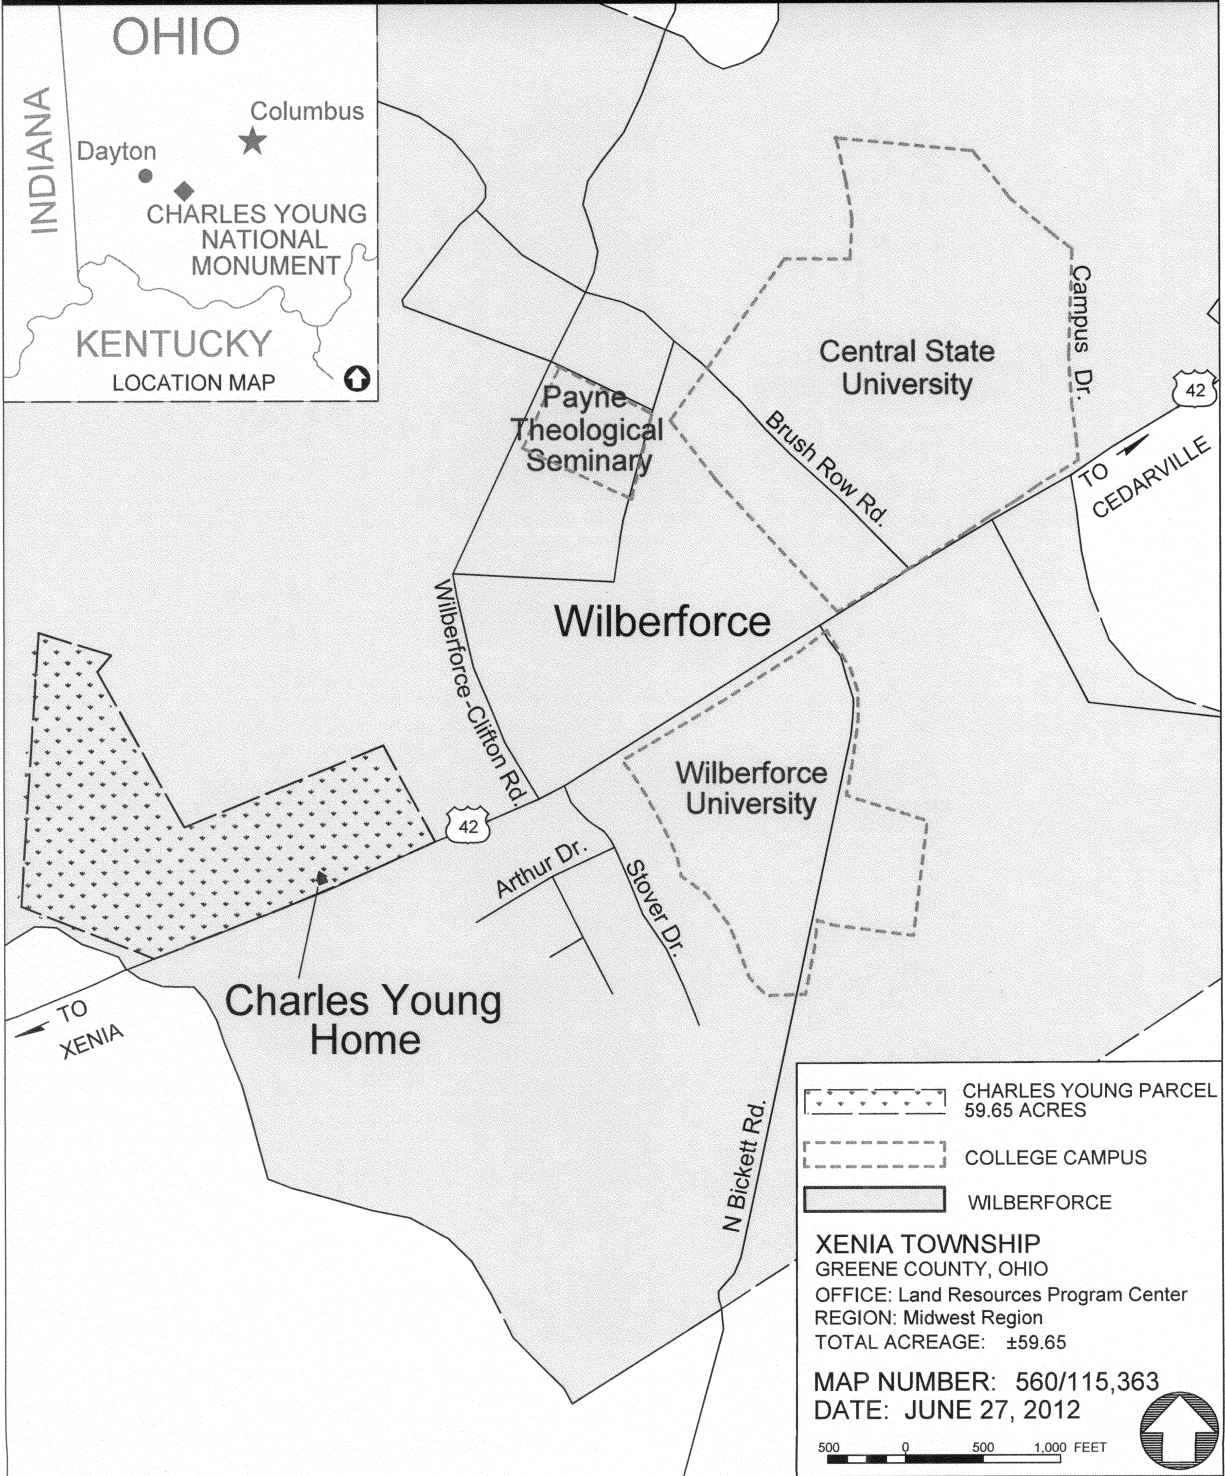 OHIO
INDIANA
Columbus
Dayton
CHARLES YOUNG
NATIONAL
MONUMENT
KENTUCKY
LOCATION MAP
Central State
University
Campus Dr.
42
TO
CEDARVILLE
Payne
Theological
Seminary
Brush Row Rd.
Wilberforce
Wilberforce-Clifton Rd.
Wilberforce
University
42
Arthur Dr.
Stover Dr.
Charles Young
Home
TO
XENIA
N Bickett Rd.
CHARLES YOUNG PARCEL
59.65 ACRES
COLLEGE CAMPUS
WILBERFORCE
XENIA TOWNSHIP
GREENE COUNTY, OHIO
OFFICE: Land Resources Program Center
REGION: Midwest Region
TOTAL ACREAGE: ±59.65
MAP NUMBER: 560/115,363
DATE: JUNE 27, 2012
500 0 500 1,000 FEET